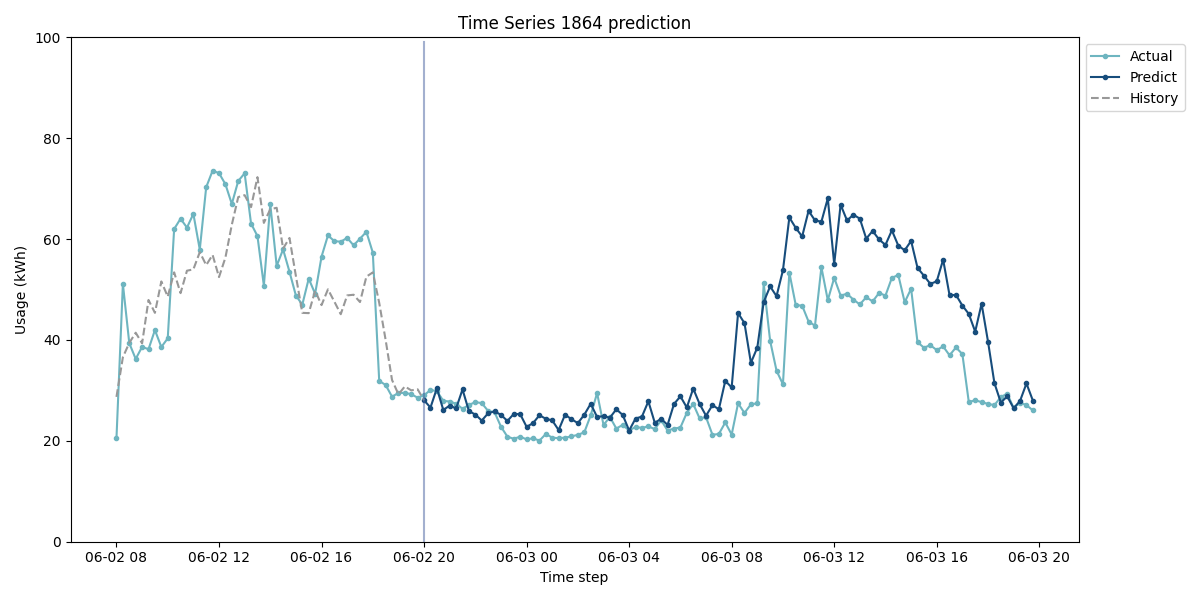 Time Series 1864 prediction
Usage (kWh)
100
80
60
40
20
0
06-02 08
06-02 12
06-02 16
06-02 20
06-03 00
06-03 04
06-03 08
06-03 12
06-03 16
06-03 20
Time step
Actual
Predict
History